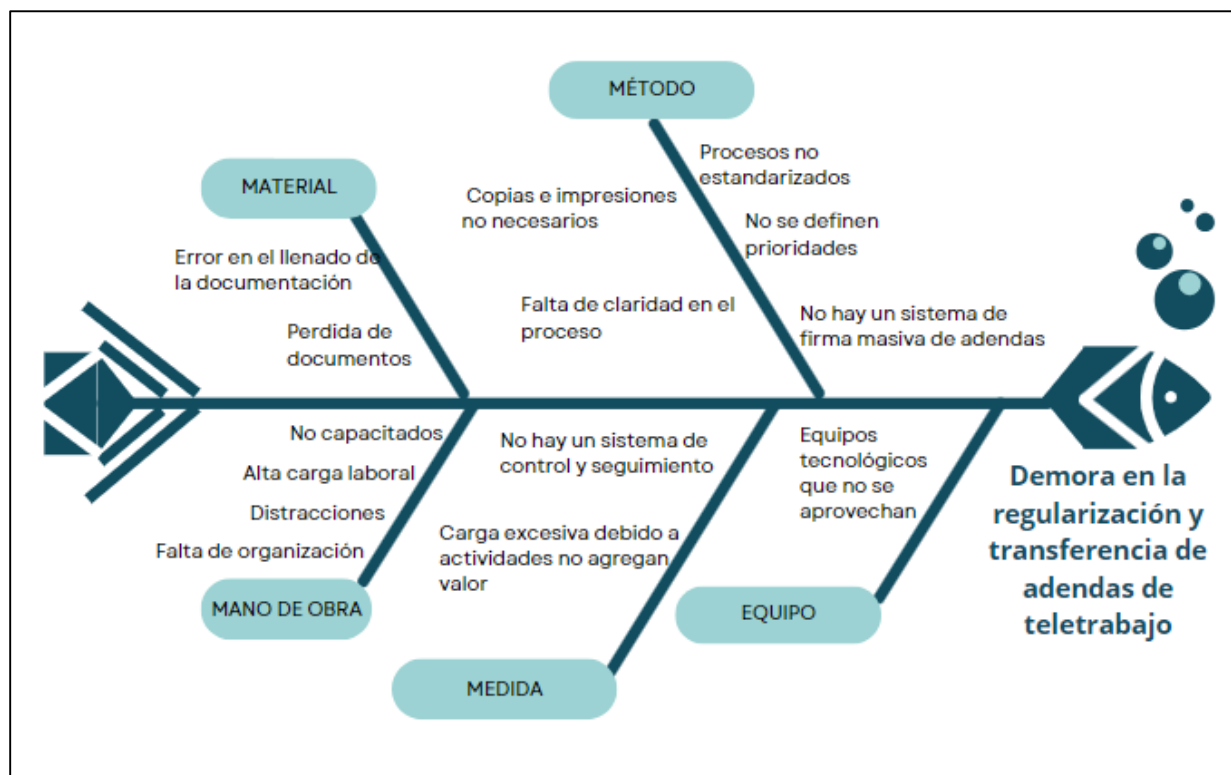 MÉTODO
Procesos no
estandarizados
MATERIAL
Copias e impresiones
no necesarios
No se definen
prioridades
Error en el llenado de
la documentación
Falta de claridad en el
proceso
No hay un sistema de
firma masiva de adendas
Perdida de
documentos
No capacitados
Alta carga laboral
Distracciones
Falta de organización
MANO DE OBRA
No hay un sistema de
control y seguimiento
Carga excesiva debido a
actividades no agregan
valor
MEDIDA
Equipos
tecnológicos
que no se
aprovechan
EQUIPO
Demora en la
regularización y
transferencia de
adendas de
teletrabajo